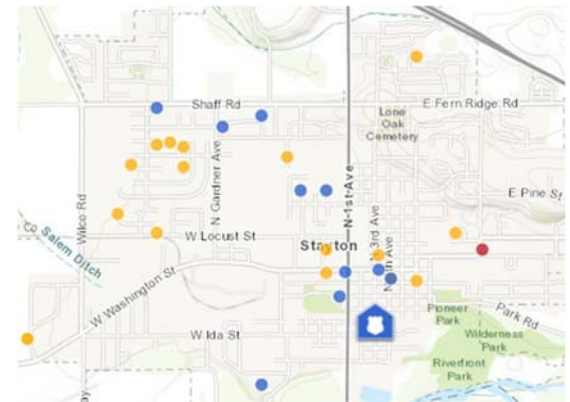 Shaff Rd
E Fern Ridge Rd
Lone
Oak
Cemetery
N Gardner Ave
N-1st-Ave
E Pine St
Wilco Rd
N 3rd Ave
W Locust St
Stayton
Salem Ditch
Ave
W Washington St
Pioneer
Park
Park Rd
Wilderness
Park
W Ida St
Riverfront
Park